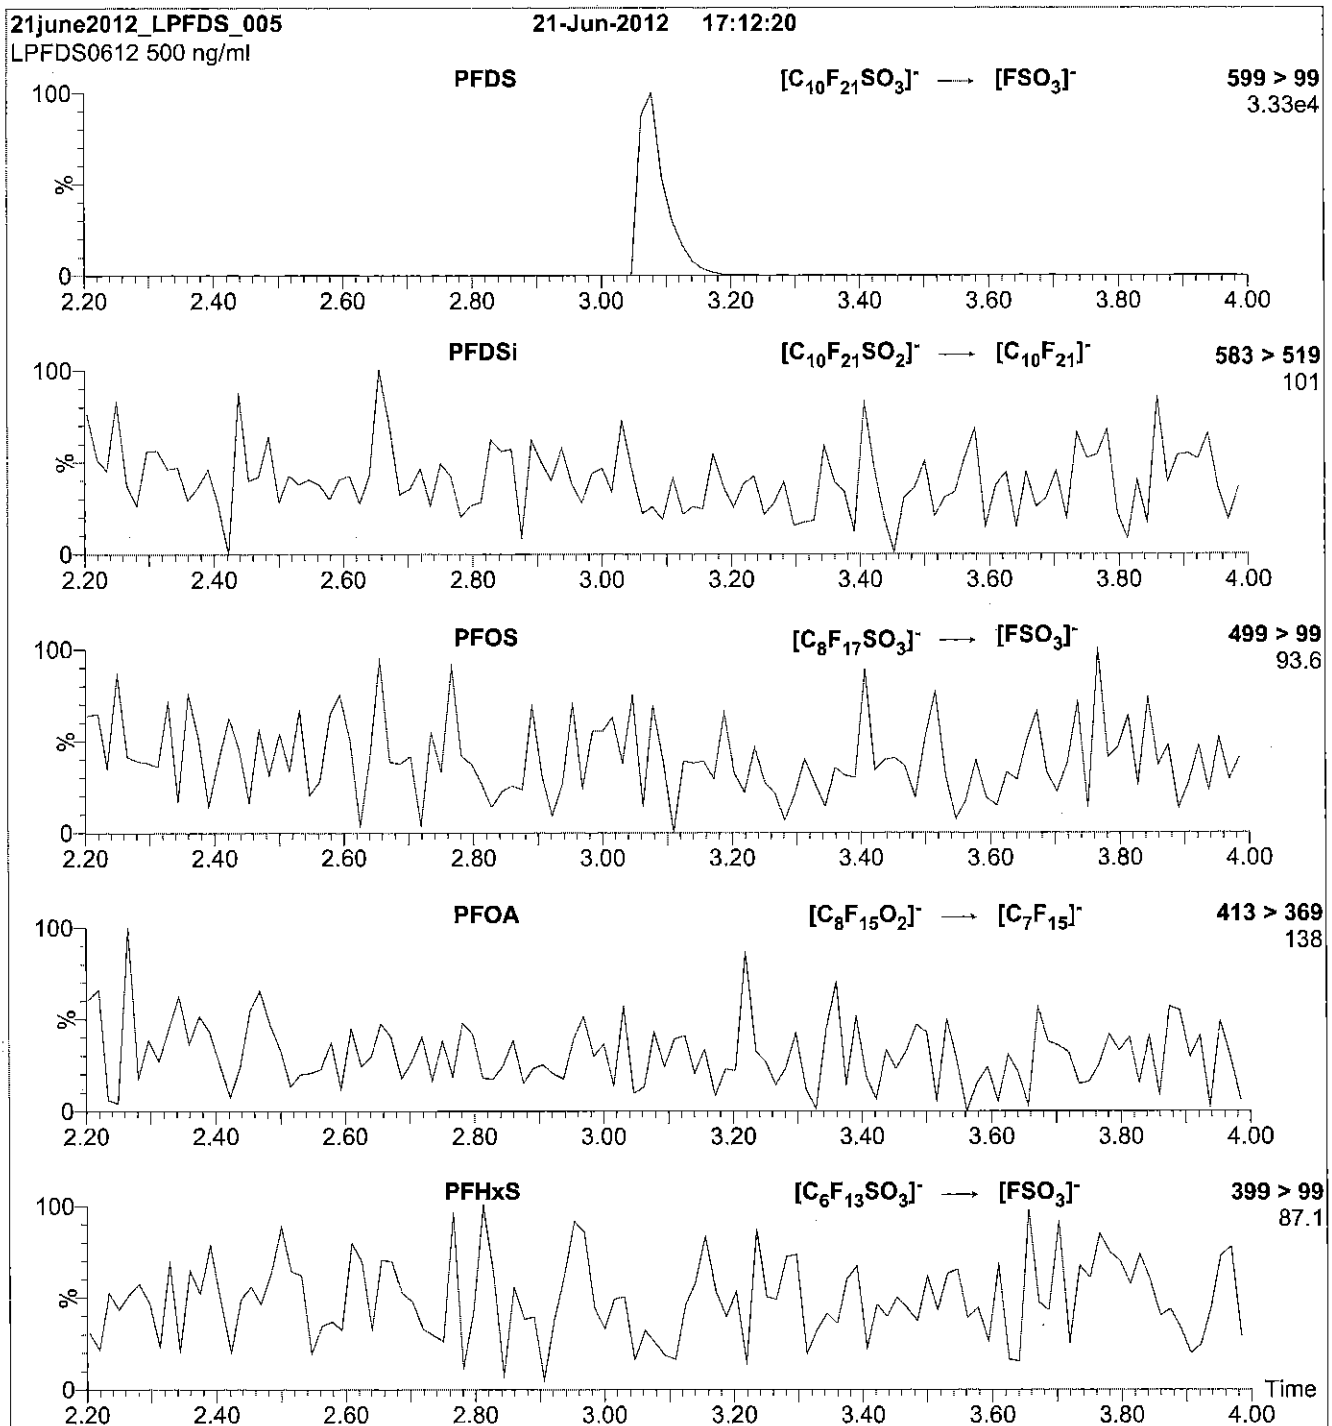 21june2012_LPFDS_005 21-Jun-2012 17:12:20
LPFDS0612 500 ng/ml
PFDS [C₁₀F₂₁SO₃]⁻ → [FSO₃]⁻ 599 > 99
3.33e4
100
%
0
2.20 2.40 2.60 2.80 3.00 3.20 3.40 3.60 3.80 4.00
PFDSi [C₁₀F₂₁SO₂]⁻ → [C₁₀F₂₁]⁻ 583 > 519
101
100
%
0
2.20 2.40 2.60 2.80 3.00 3.20 3.40 3.60 3.80 4.00
PFOS [C₈F₁₇SO₃]⁻ → [FSO₃]⁻ 499 > 99
93.6
100
%
0
2.20 2.40 2.60 2.80 3.00 3.20 3.40 3.60 3.80 4.00
PFOA [C₈F₁₅O₂]⁻ → [C₇F₁₅]⁻ 413 > 369
138
100
%
0
2.20 2.40 2.60 2.80 3.00 3.20 3.40 3.60 3.80 4.00
PFHxS [C₆F₁₃SO₃]⁻ → [FSO₃]⁻ 399 > 99
87.1
100
%
0 Time
2.20 2.40 2.60 2.80 3.00 3.20 3.40 3.60 3.80 4.00